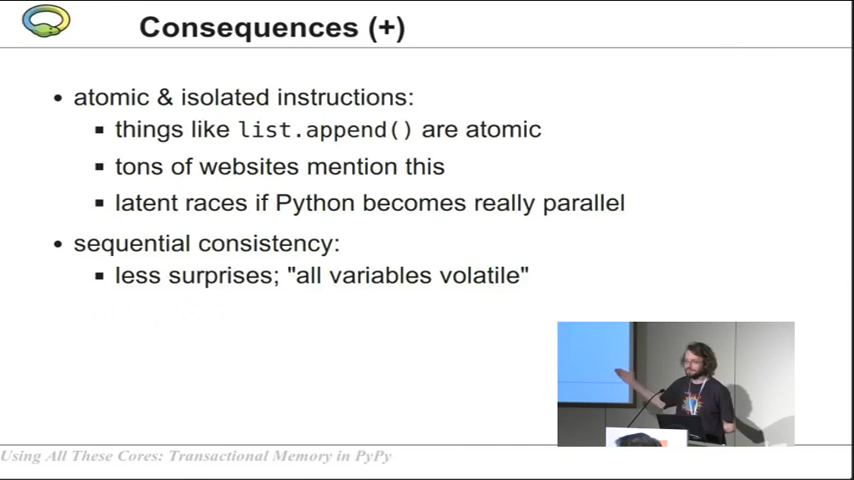 Consequences (+)
• atomic & isolated instructions:
▪ things like list.append() are atomic
▪ tons of websites mention this
▪ latent races if Python becomes really parallel
• sequential consistency:
▪ less surprises; "all variables volatile"
Using All These Cores: Transactional Memory in PyPy